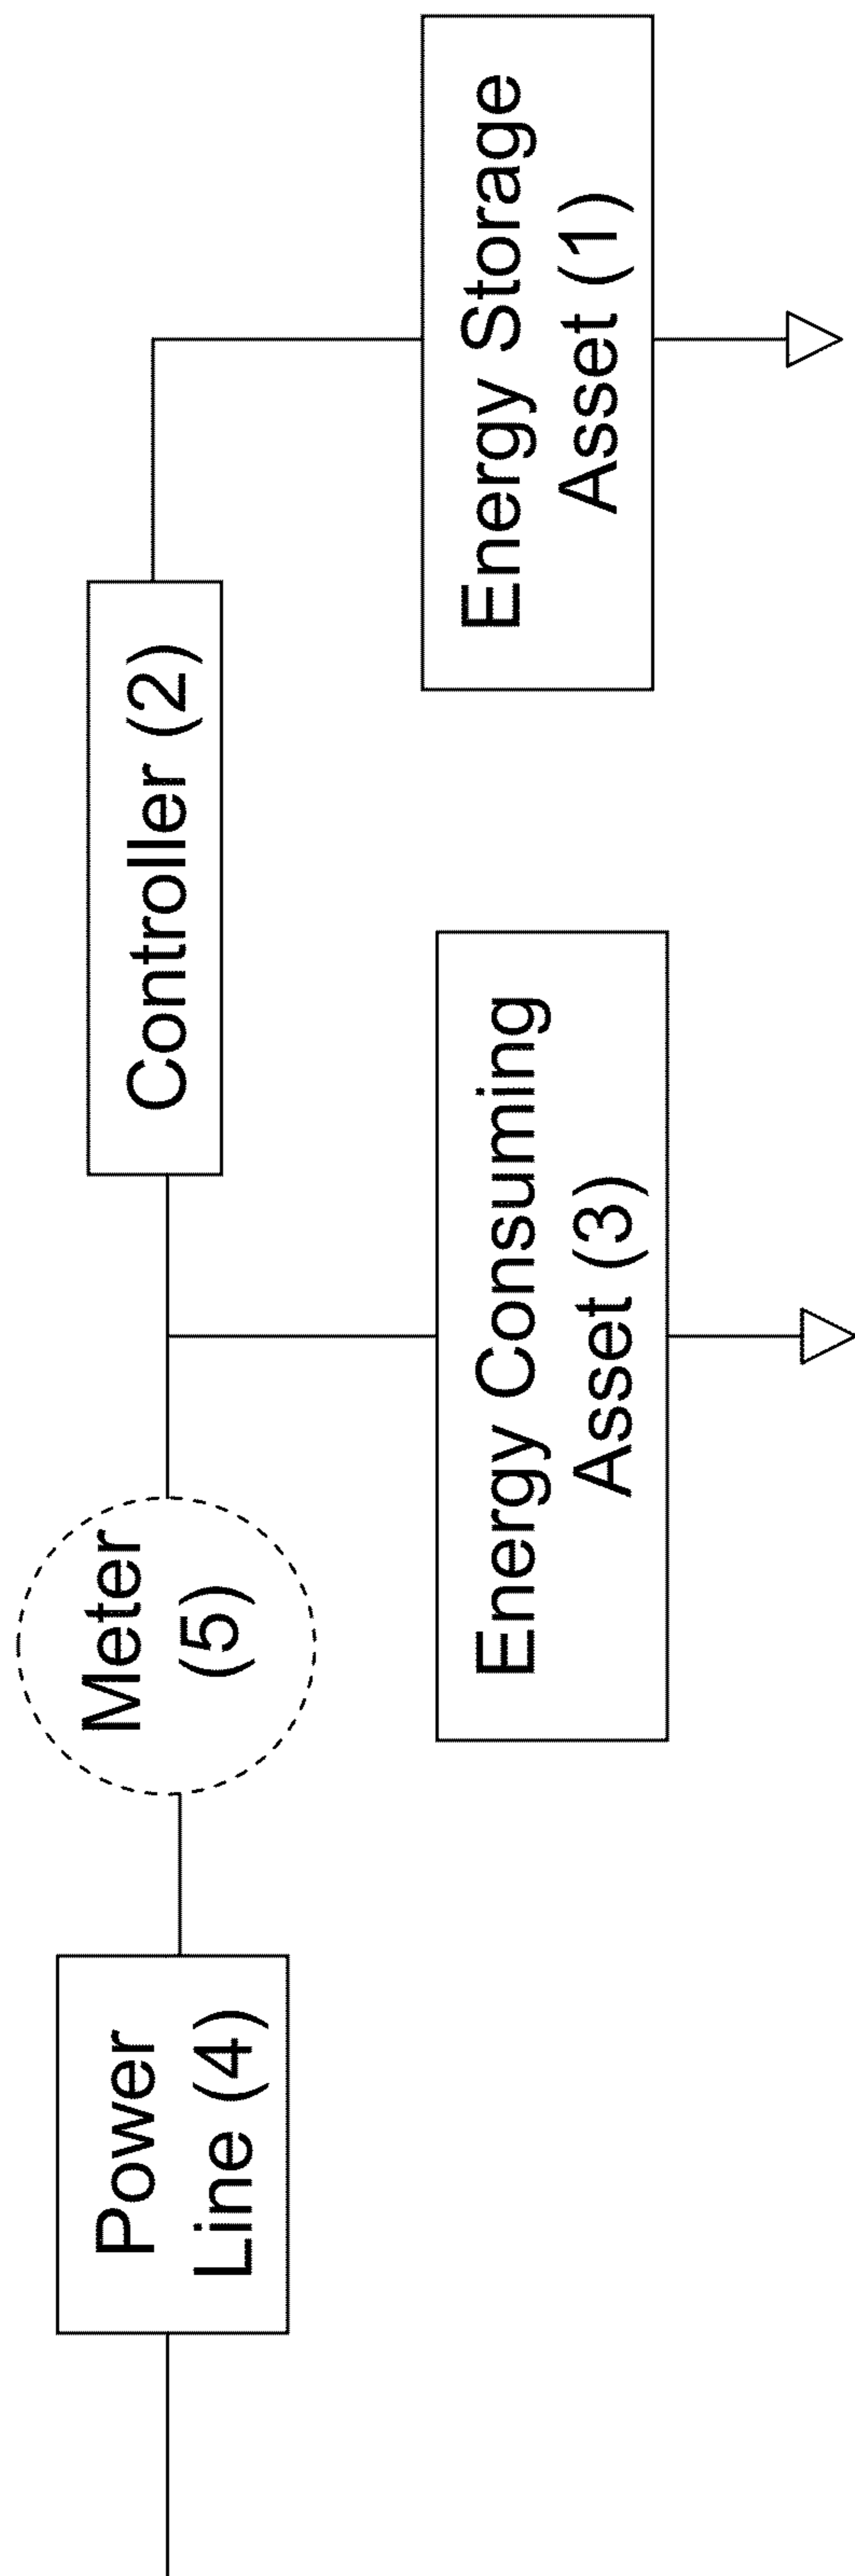 Power
Line (4)
Meter
(5)
Controller (2)
Energy Consuming
Asset (3)
Energy Storage
Asset (1)